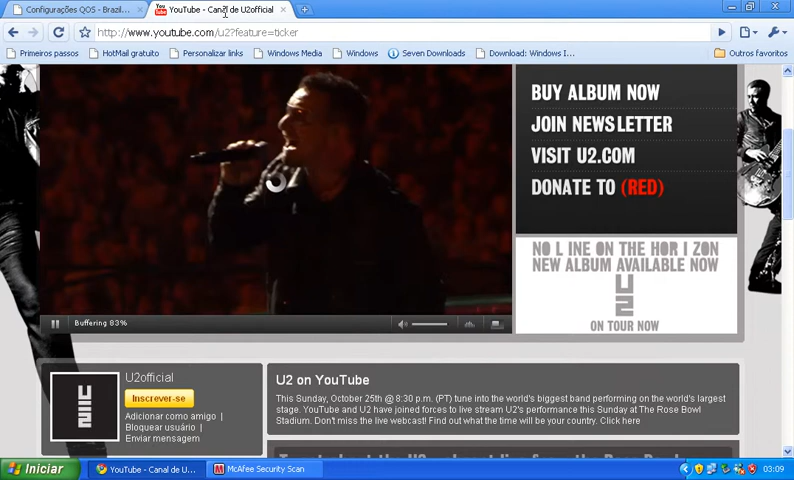 Configurações QOS - Brazil...
YouTube - Canal de U2official
http://www.youtube.com/u2?feature=ticker
Primeiros passos
HotMail gratuito
Personalizar links
Windows Media
Windows
Seven Downloads
Download: Windows I...
Outros favoritos
BUY ALBUM NOW
JOIN NEWSLETTER
VISIT U2.COM
DONATE TO (RED)
NO LINE ON THE HORIZON
NEW ALBUM AVAILABLE NOW
U2
ON TOUR NOW
Buffering 83%
U2
U2official
Inscrever-se
Adicionar como amigo |
Bloquear usuário |
Enviar mensagem
U2 on YouTube
This Sunday, October 25th @ 8:30 p.m. (PT) tune into the world's biggest band performing on the world's largest
stage. YouTube and U2 have joined forces to live stream U2's performance this Sunday at The Rose Bowl
Stadium. Don't miss the live webcast! Find out what the time will be your country. Click here
Iniciar
YouTube - Canal de U...
McAfee Security Scan
03:09